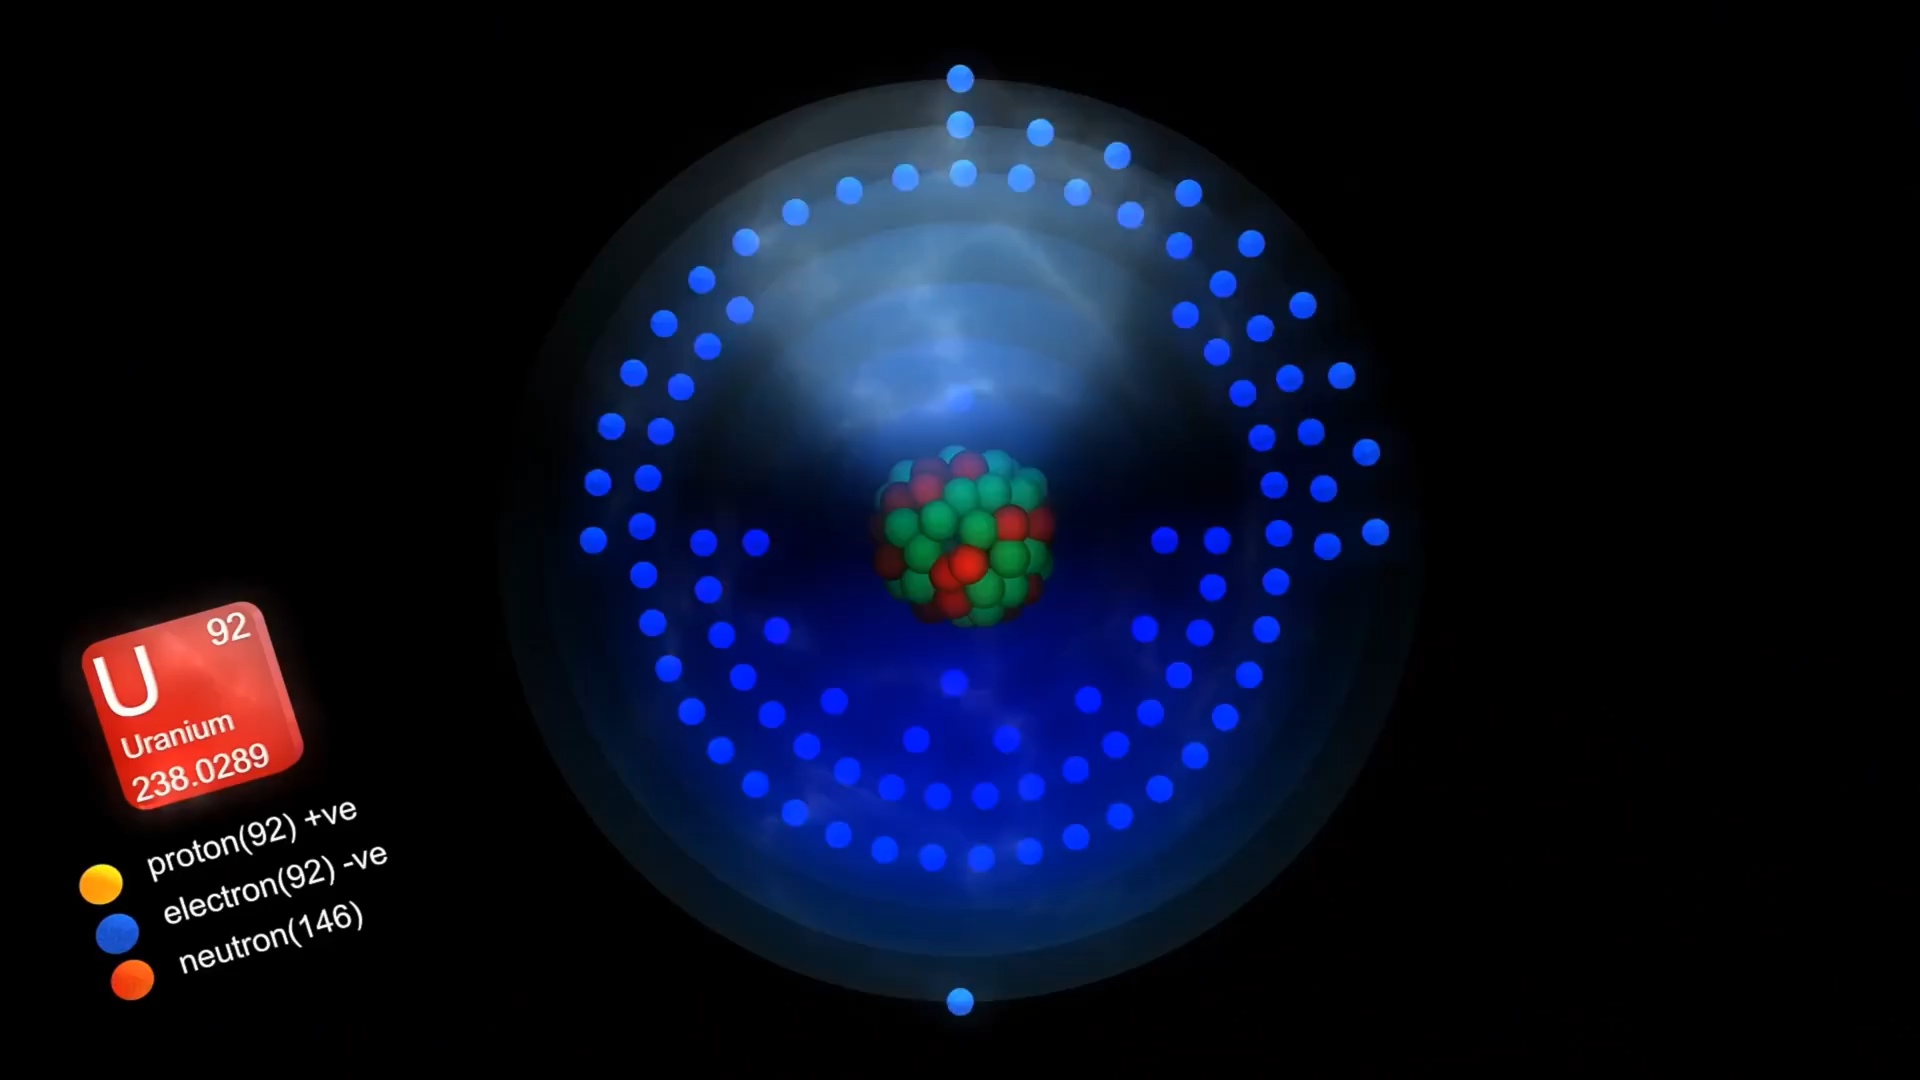 92
U
Uranium
238.0289
proton(92) +ve
electron(92) -ve
neutron(146)